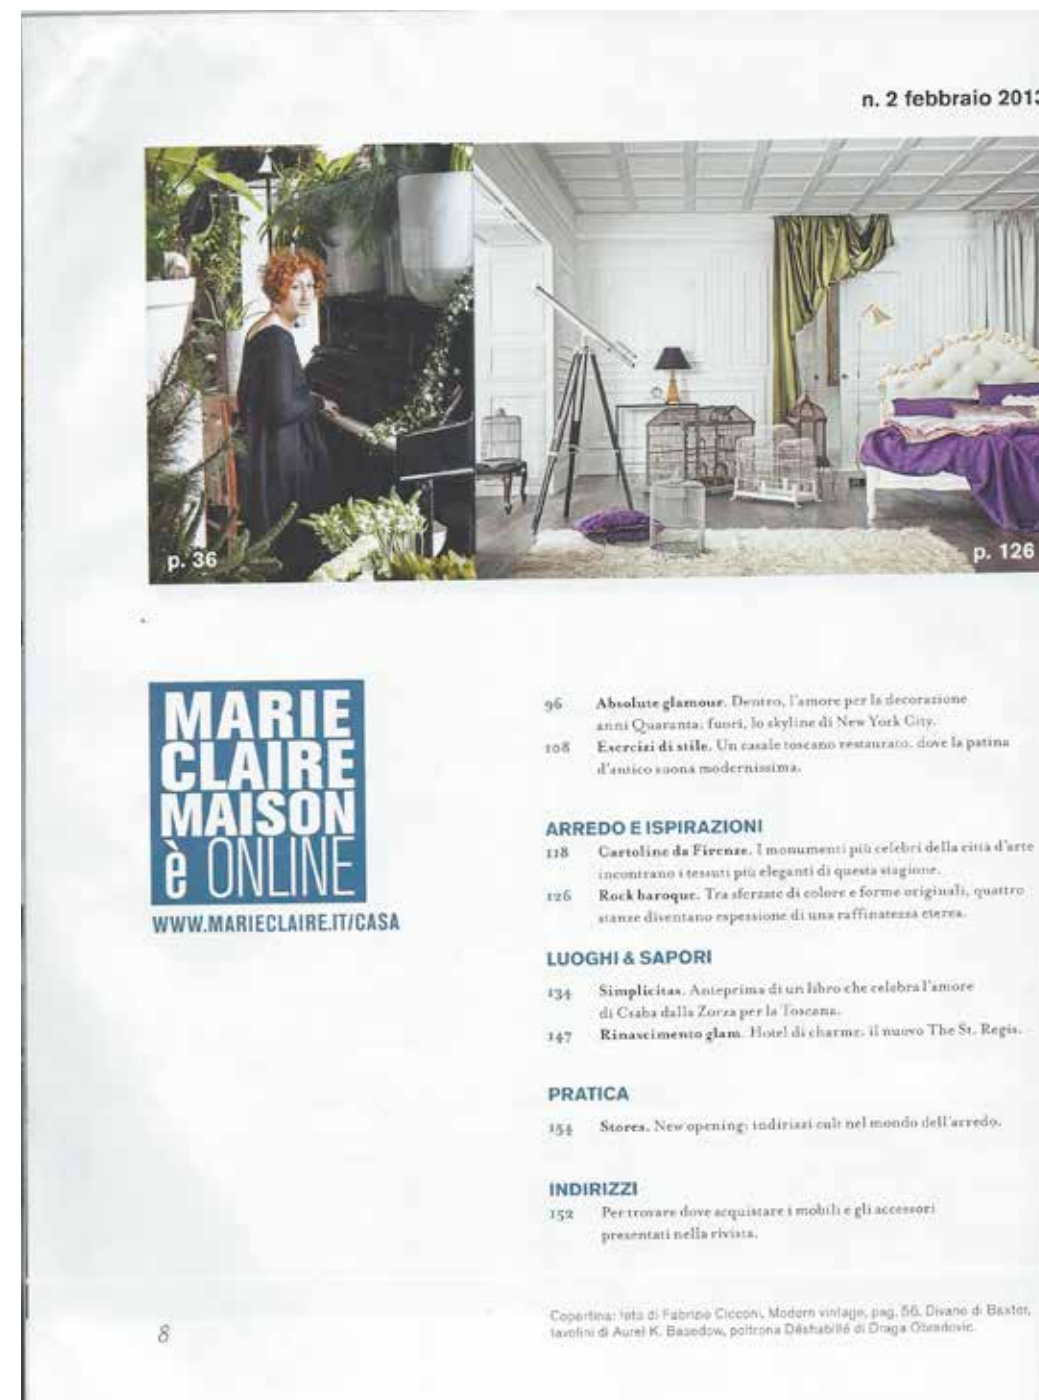 n. 2 febbraio 2013
p. 36
p. 126
MARIE
CLAIRE
MAISON
è ONLINE
WWW.MARIECLAIRE.IT/CASA
96 Absolute glamour. Dentro, l'amore per la decorazione
anni Quaranta; fuori, lo skyline di New York City.
108 Esercizi di stile. Un casale toscano restaurato, dove la patina
d'antico suona modernissima.
ARREDO E ISPIRAZIONI
118 Cartoline da Firenze. I monumenti più celebri della città d'arte
incontrano i tessuti più eleganti di questa stagione.
126 Rock baroque. Tra sferzate di colore e forme originali, quattro
stanze diventano espessione di una raffinatezza eterea.
LUOGHI & SAPORI
134 Simplicitas. Anteprima di un libro che celebra l'amore
di Csaba dalla Zorza per la Toscana.
147 Rinascimento glam. Hotel di charme, il nuovo The St. Regis.
PRATICA
154 Stores. New opening: indirizzi cult nel mondo dell'arredo.
INDIRIZZI
152 Per trovare dove acquistare i mobili e gli accessori
presentati nella rivista.
Copertina: foto di Fabrizio Cicconi, Modern vintage, pag. 56. Divano di Baxter,
tavolini di Aurel K. Basedow, poltrona Déshabillé di Draga Obradovic.
8